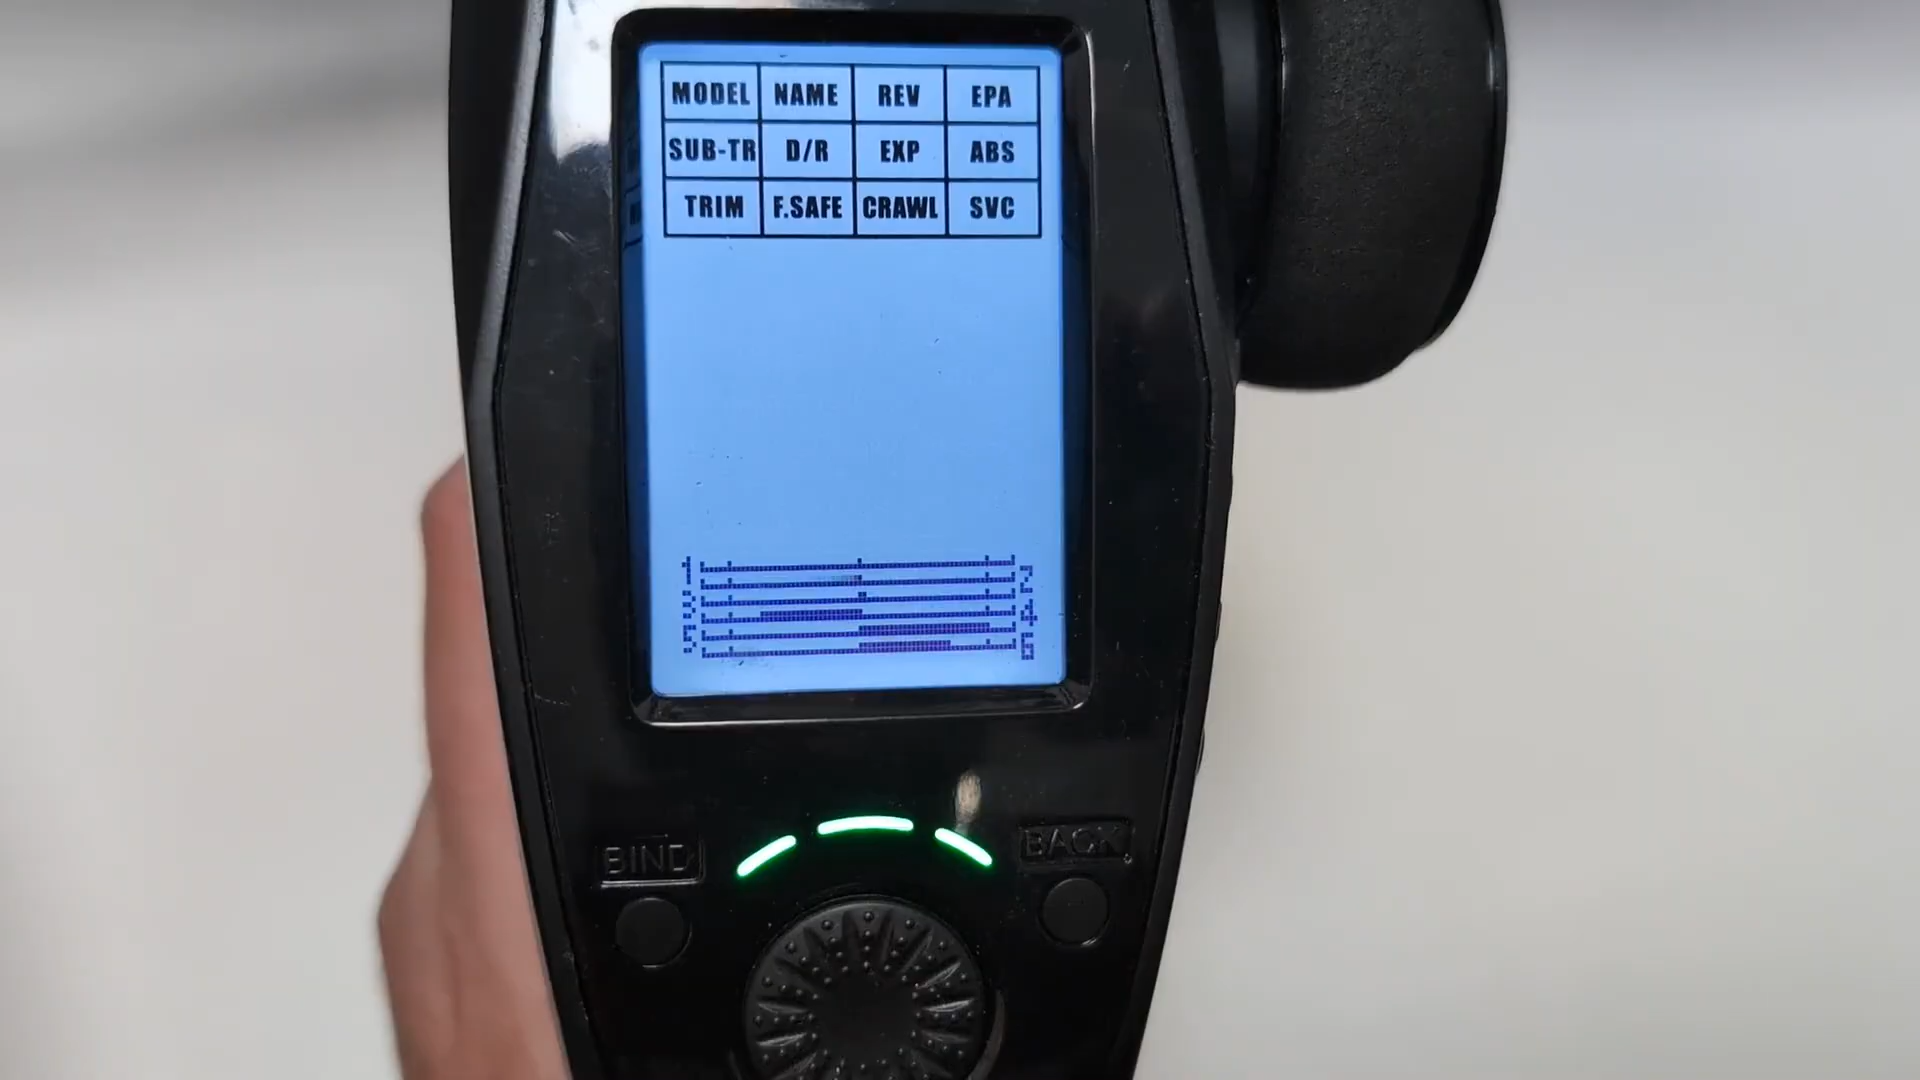 MODEL NAME REV EPA
SUB-TR D/R EXP ABS
TRIM F.SAFE CRAWL SVC
1
2
3
4
5
6
BIND BACK